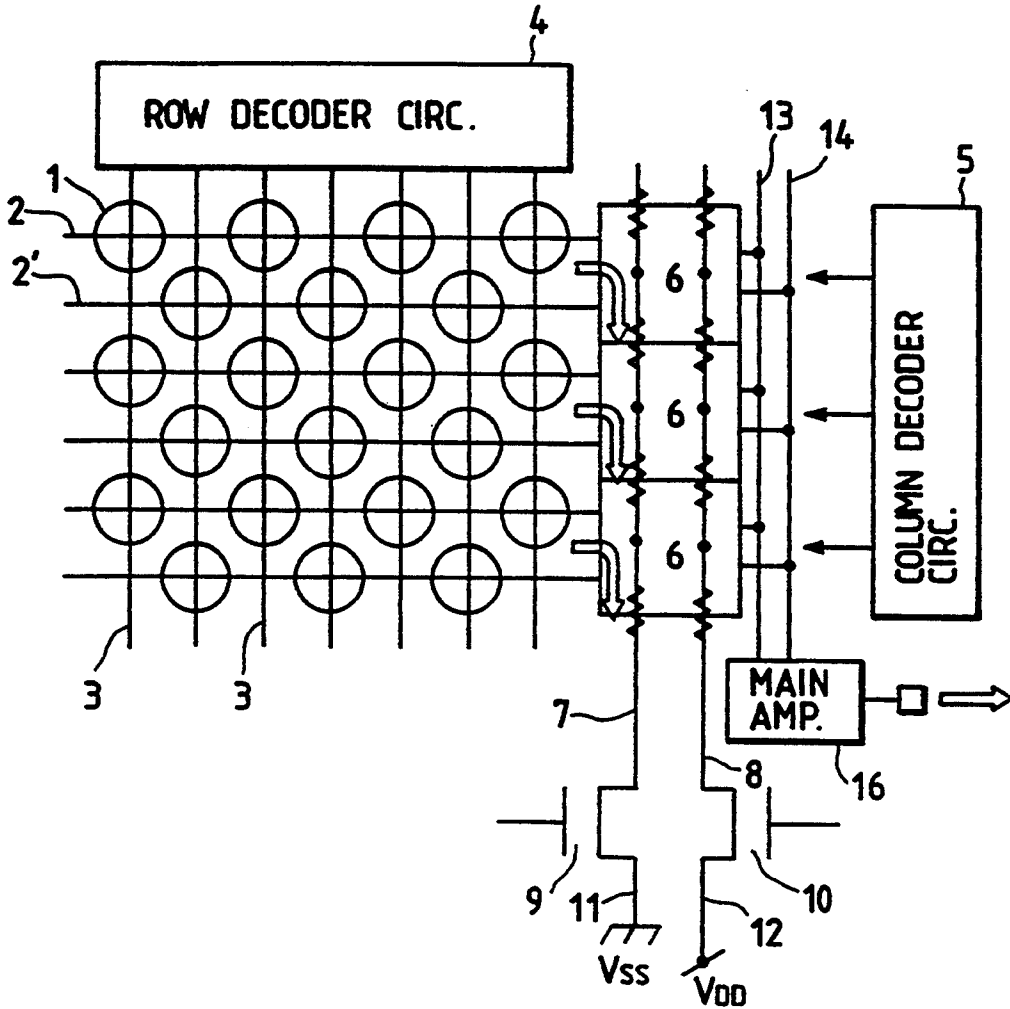 4
ROW DECODER CIRC.
13
14
5
1
2
2'
6
6
6
COLUMN DECODER
CIRC.
3
3
7
MAIN
AMP.
8
16
9
11
10
12
VSS
VDD